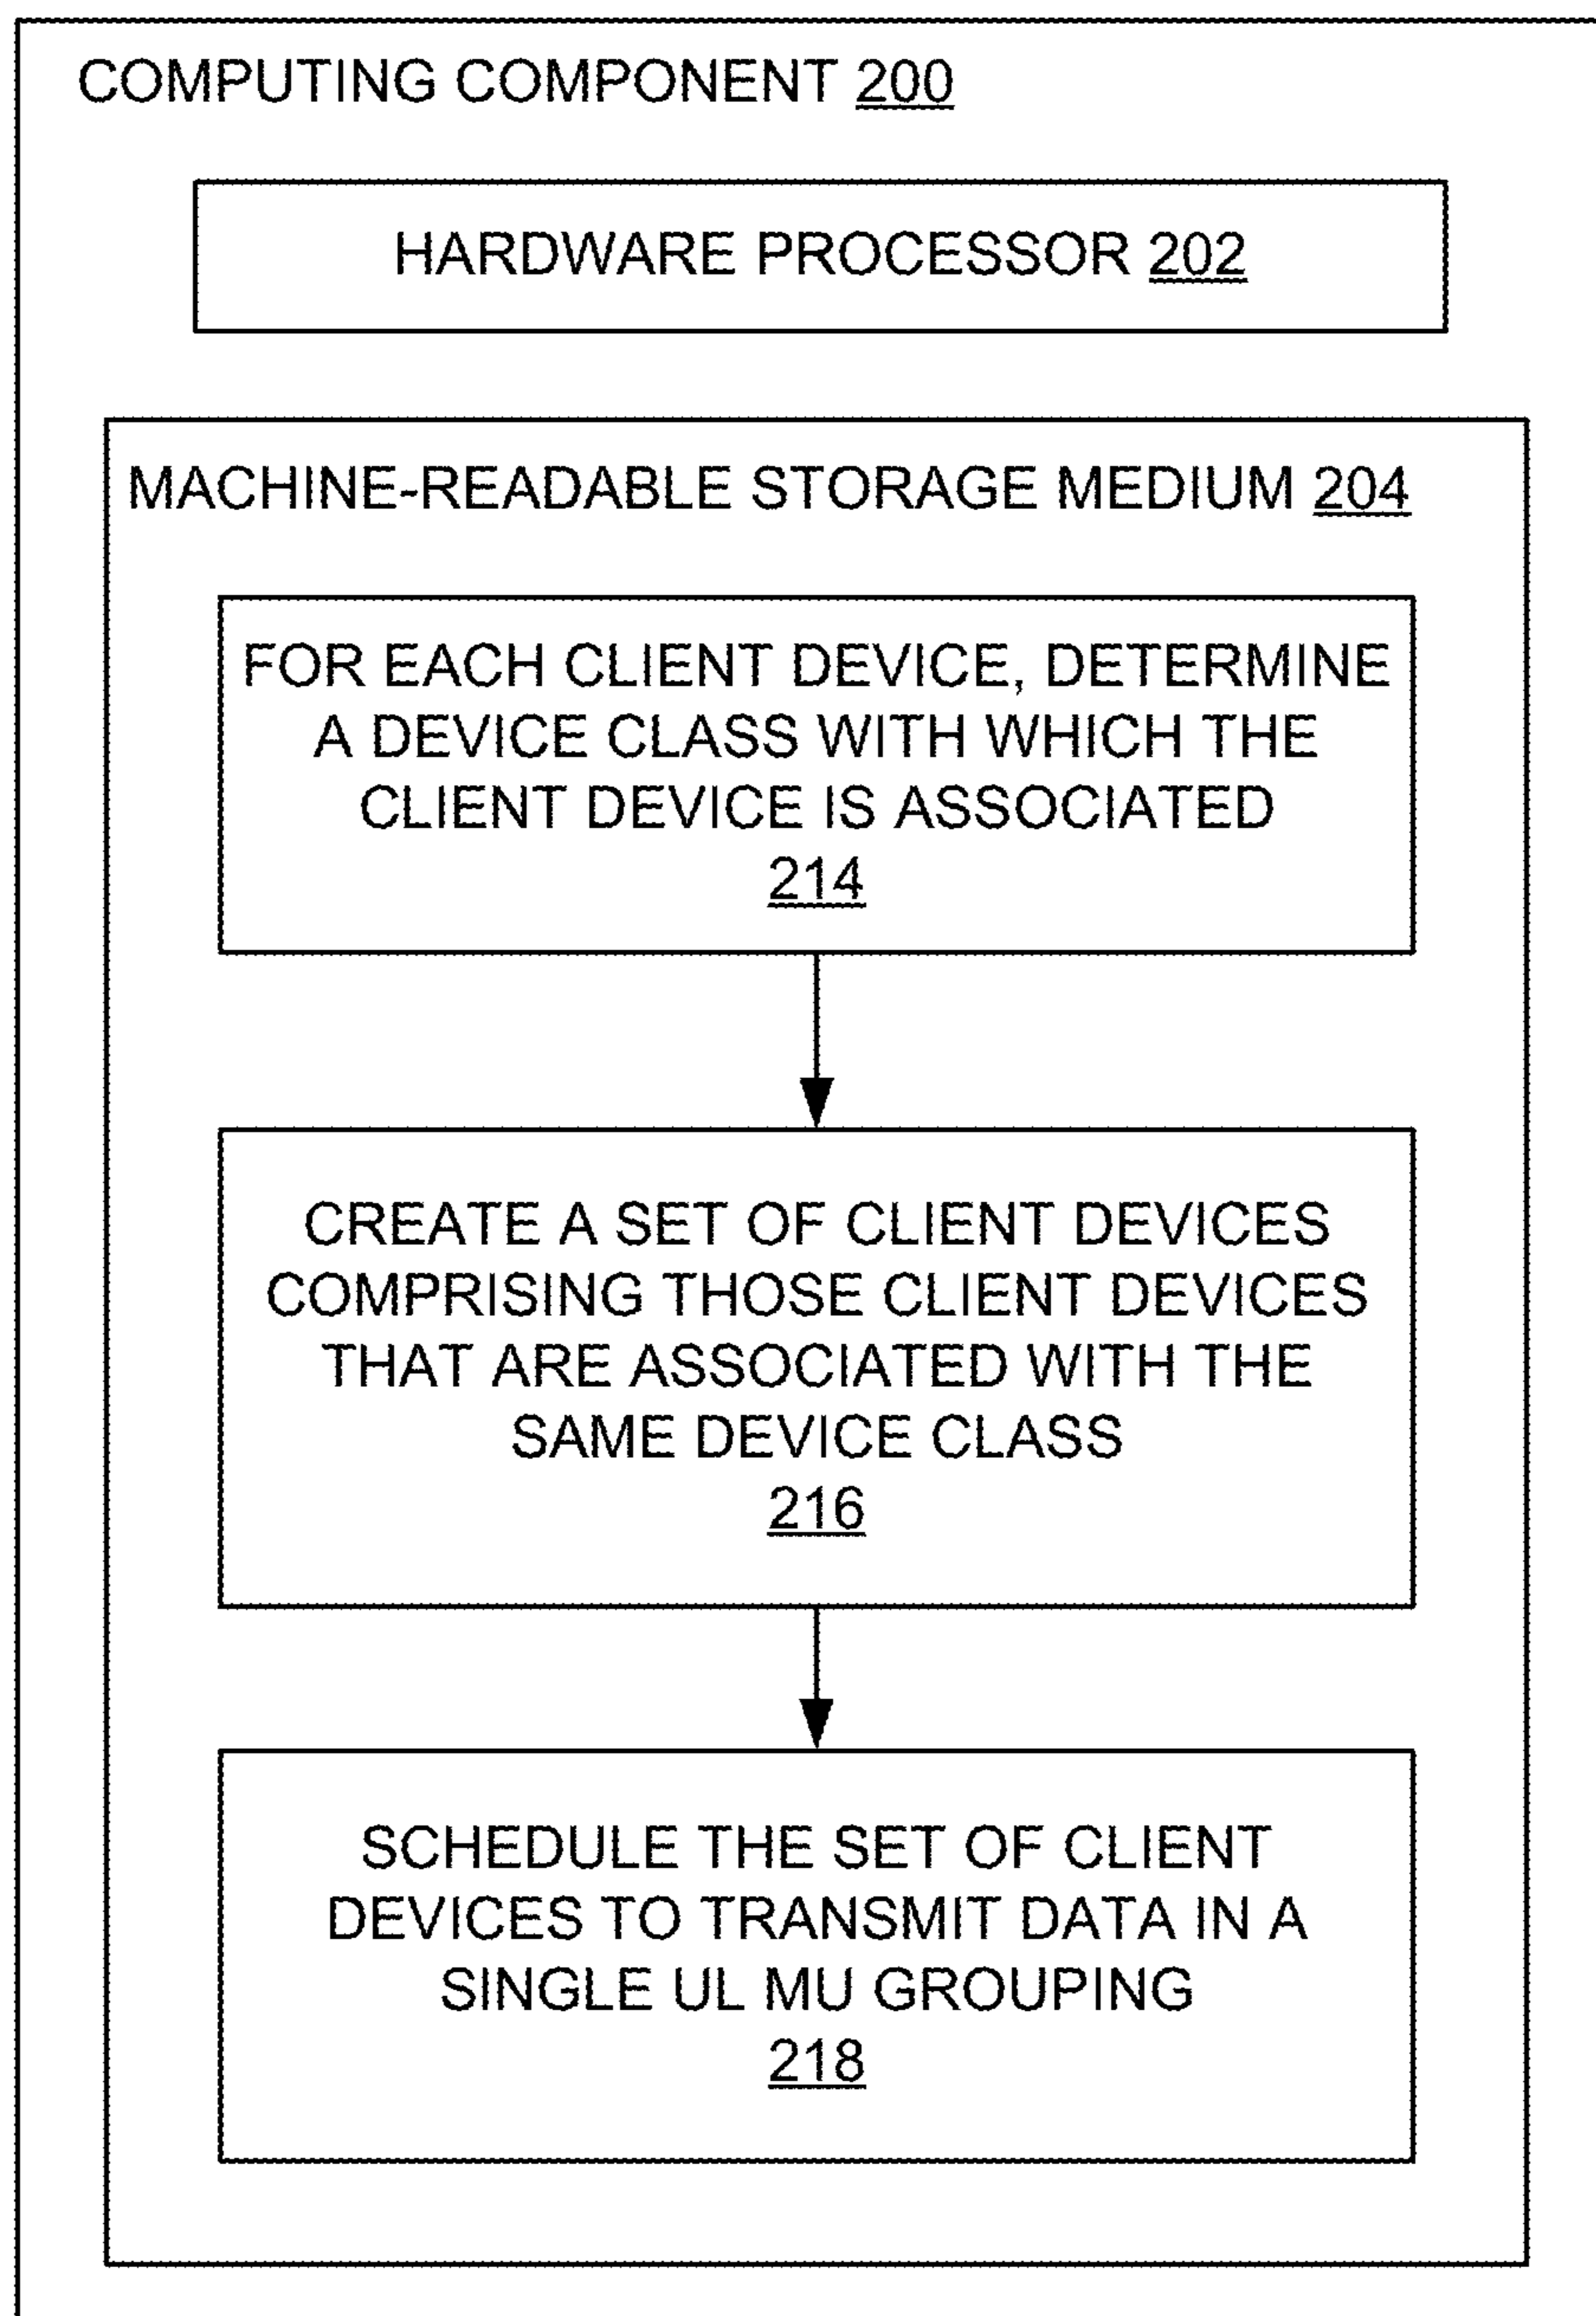 COMPUTING COMPONENT 200
HARDWARE PROCESSOR 202
MACHINE-READABLE STORAGE MEDIUM 204
FOR EACH CLIENT DEVICE, DETERMINE
A DEVICE CLASS WITH WHICH THE
CLIENT DEVICE IS ASSOCIATED
214
CREATE A SET OF CLIENT DEVICES
COMPRISING THOSE CLIENT DEVICES
THAT ARE ASSOCIATED WITH THE
SAME DEVICE CLASS
216
SCHEDULE THE SET OF CLIENT
DEVICES TO TRANSMIT DATA IN A
SINGLE UL MU GROUPING
218